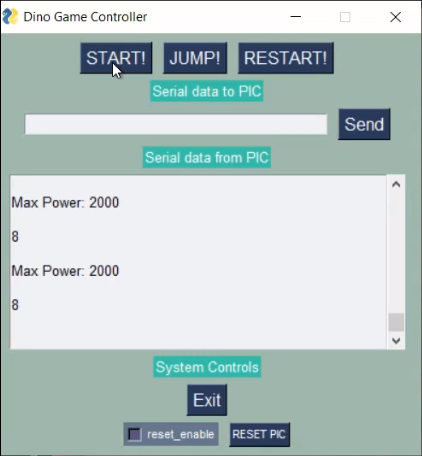 Dino Game Controller
START! JUMP! RESTART!
Serial data to PIC
Send
Serial data from PIC
Max Power: 2000
8
Max Power: 2000
8
System Controls
Exit
reset_enable RESET PIC